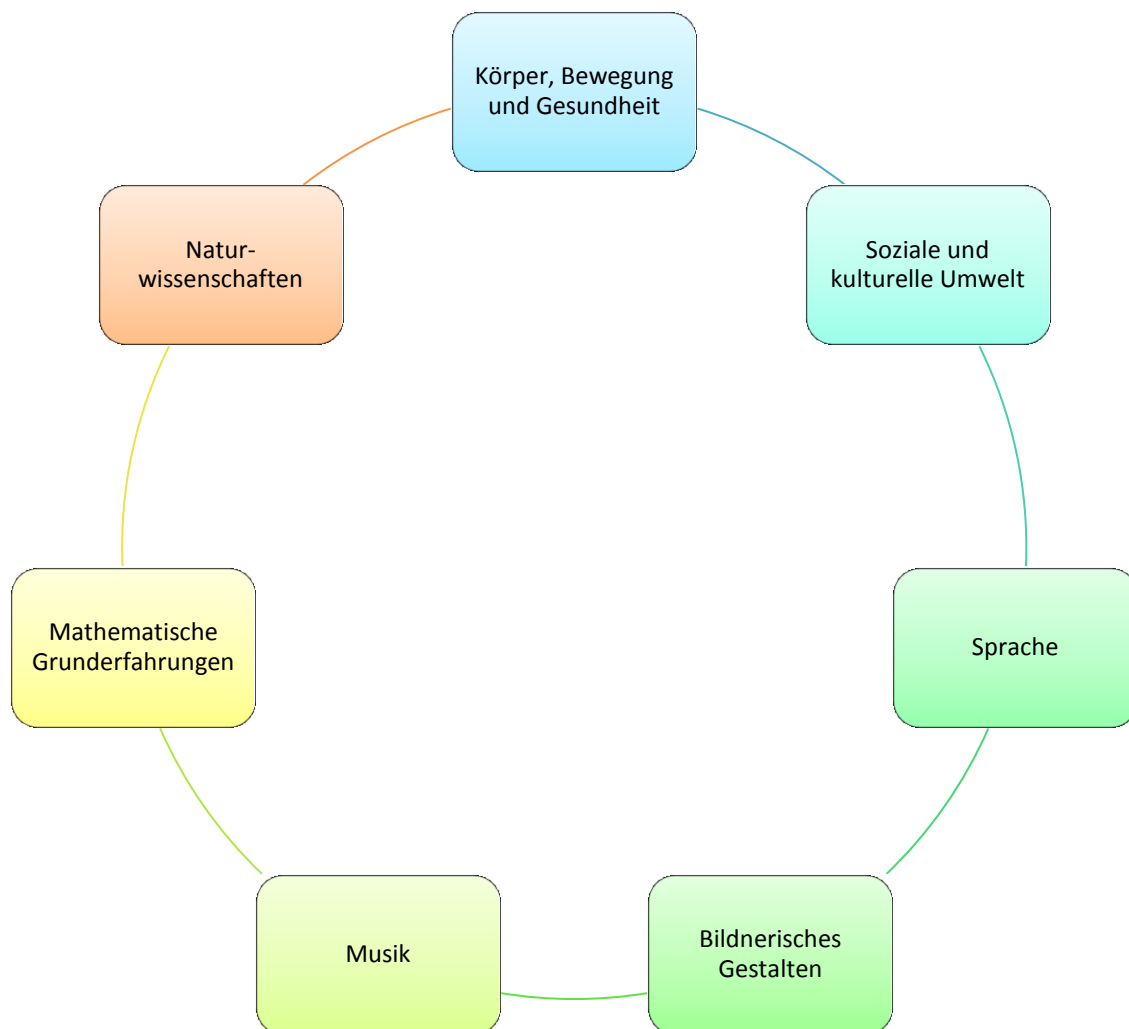 Körper, Bewegung
und Gesundheit
Soziale und
kulturelle Umwelt
Sprache
Bildnerisches
Gestalten
Musik
Mathematische
Grunderfahrungen
Natur-
wissenschaften